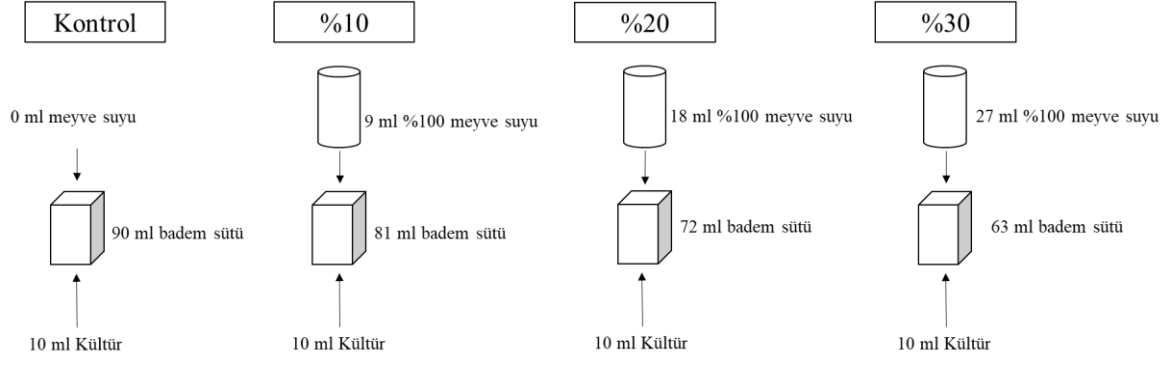 Kontrol
%10
%20
%30
0 ml meyve suyu
9 ml %100 meyve suyu
18 ml %100 meyve suyu
27 ml %100 meyve suyu
90 ml badem sütü
81 ml badem sütü
72 ml badem sütü
63 ml badem sütü
10 ml Kültür
10 ml Kültür
10 ml Kültür
10 ml Kültür